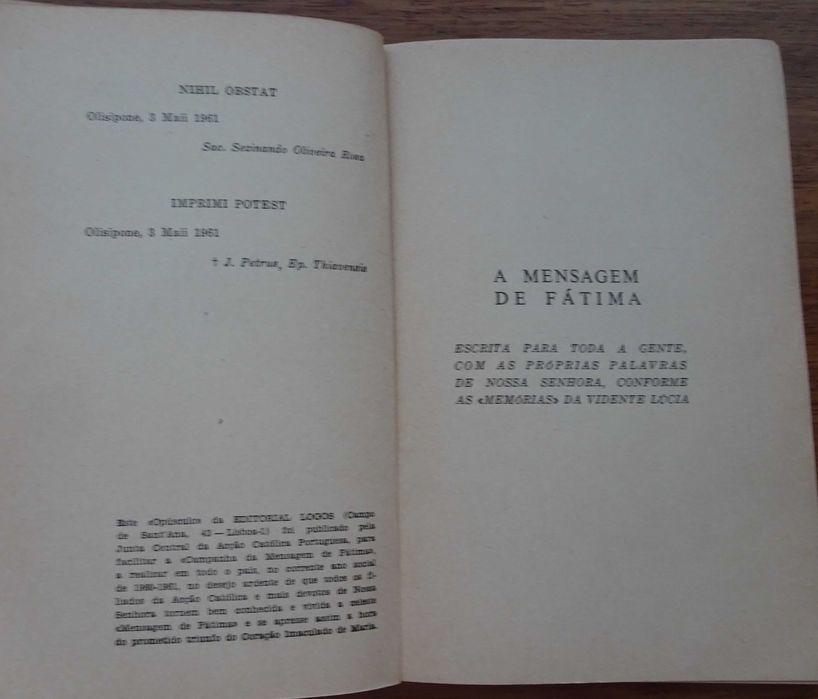 NIHIL OBSTAT
Olisipone, 3 Maii 1961
Sac. Sesinando Oliveira Rosa
IMPRIMI POTEST
Olisipone, 3 Maii 1961
† J. Petrus, Ep. Thiavensis
Este «Opúsculo» da EDITORIAL LOGOS (Campo
de Sant'Ana, 43 — Lisboa-1) foi publicado pela
Junta Central da Acção Católica Portuguesa, para
facilitar a «Campanha da Mensagem de Fátima»,
a realizar em todo o país, no corrente ano social
de 1960-1961, no desejo ardente de que todos os fi-
liados da Acção Católica e mais devotos de Nossa
Senhora tornem bem conhecida e vivida a celeste
«Mensagem de Fátima» e se apresse assim a hora
do prometido triunfo do Coração Imaculado de Maria.
A MENSAGEM
DE FÁTIMA
ESCRITA PARA TODA A GENTE,
COM AS PRÓPRIAS PALAVRAS
DE NOSSA SENHORA, CONFORME
AS «MEMÓRIAS» DA VIDENTE LÚCIA